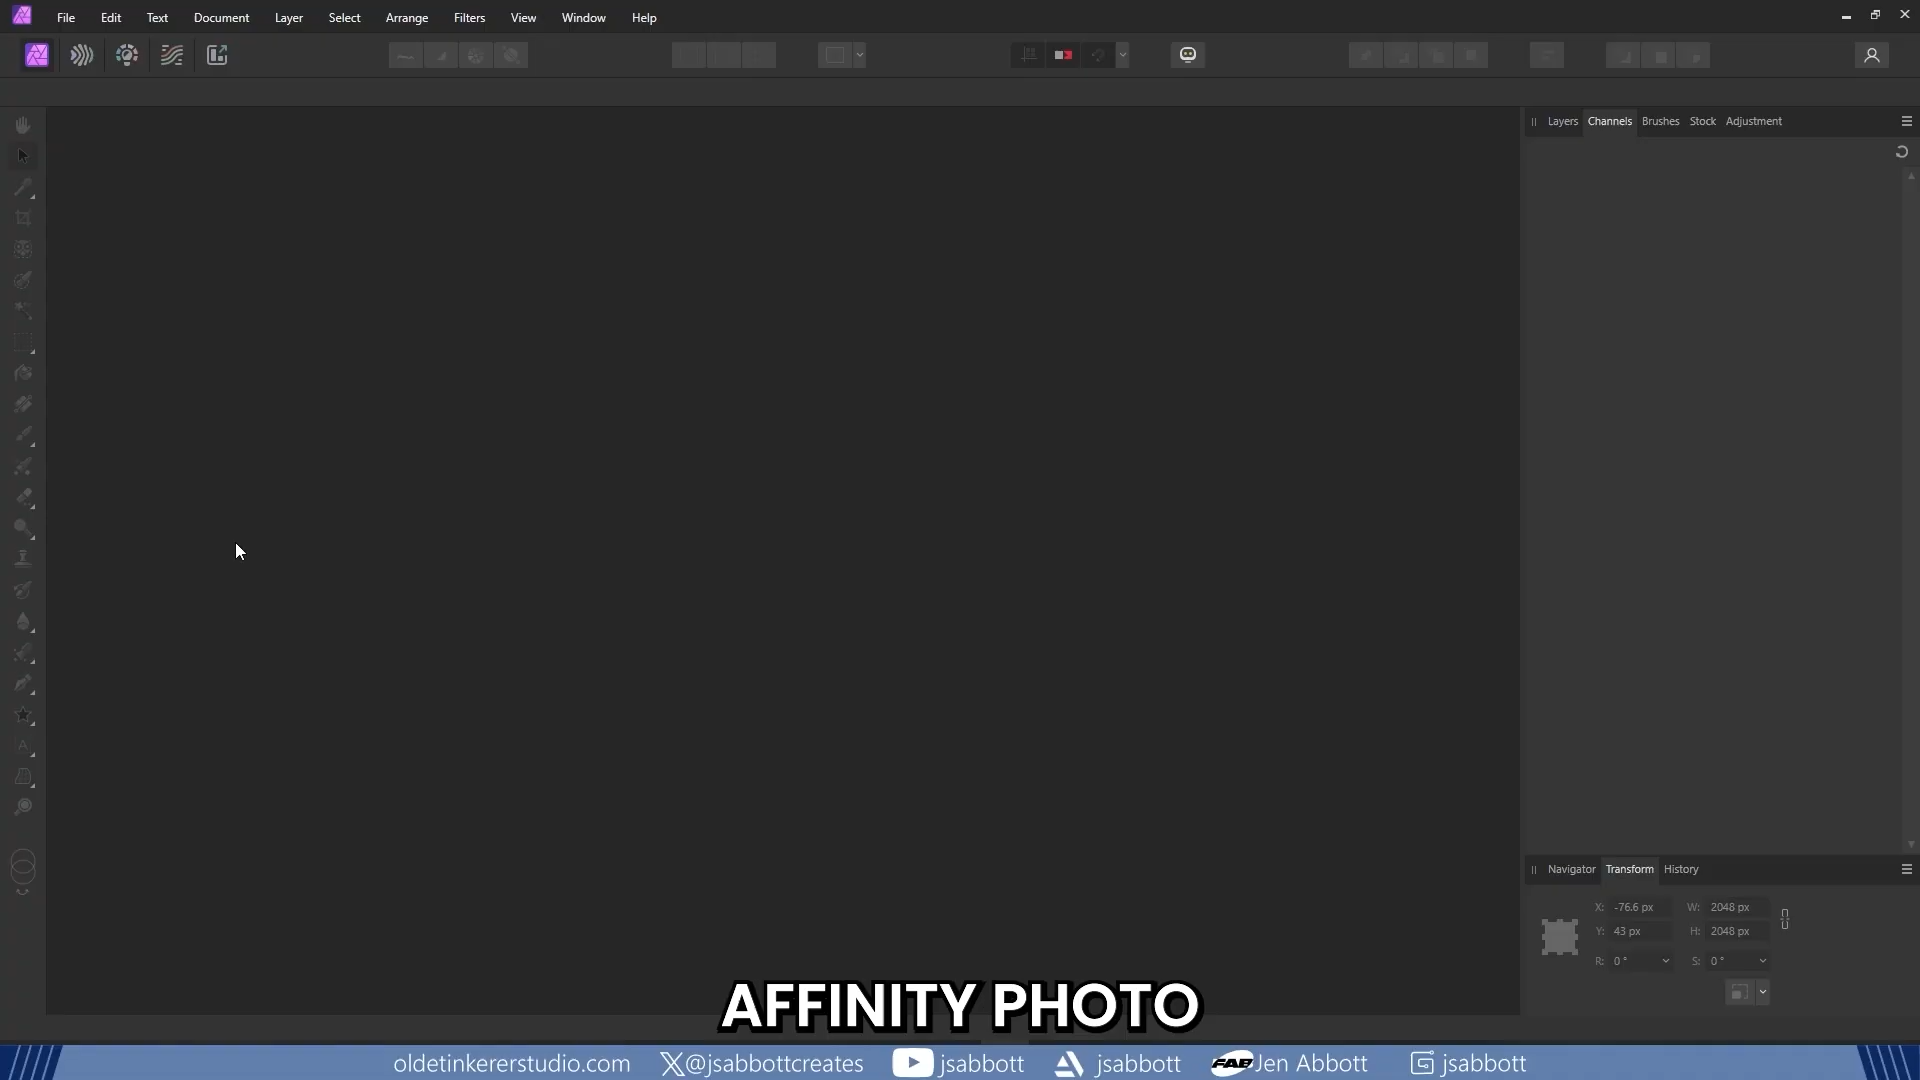 File Edit Text Document Layer Select Arrange Filters View Window Help
Layers Channels Brushes Stock Adjustment
Navigator Transform History
X: -76.6 px W: 2048 px
Y: 43 px H: 2048 px
R: 0 ° S: 0 °
AFFINITY PHOTO
oldetinkererstudio.com X@jsabbottcreates jsabbott jsabbott FAB Jen Abbott jsabbott